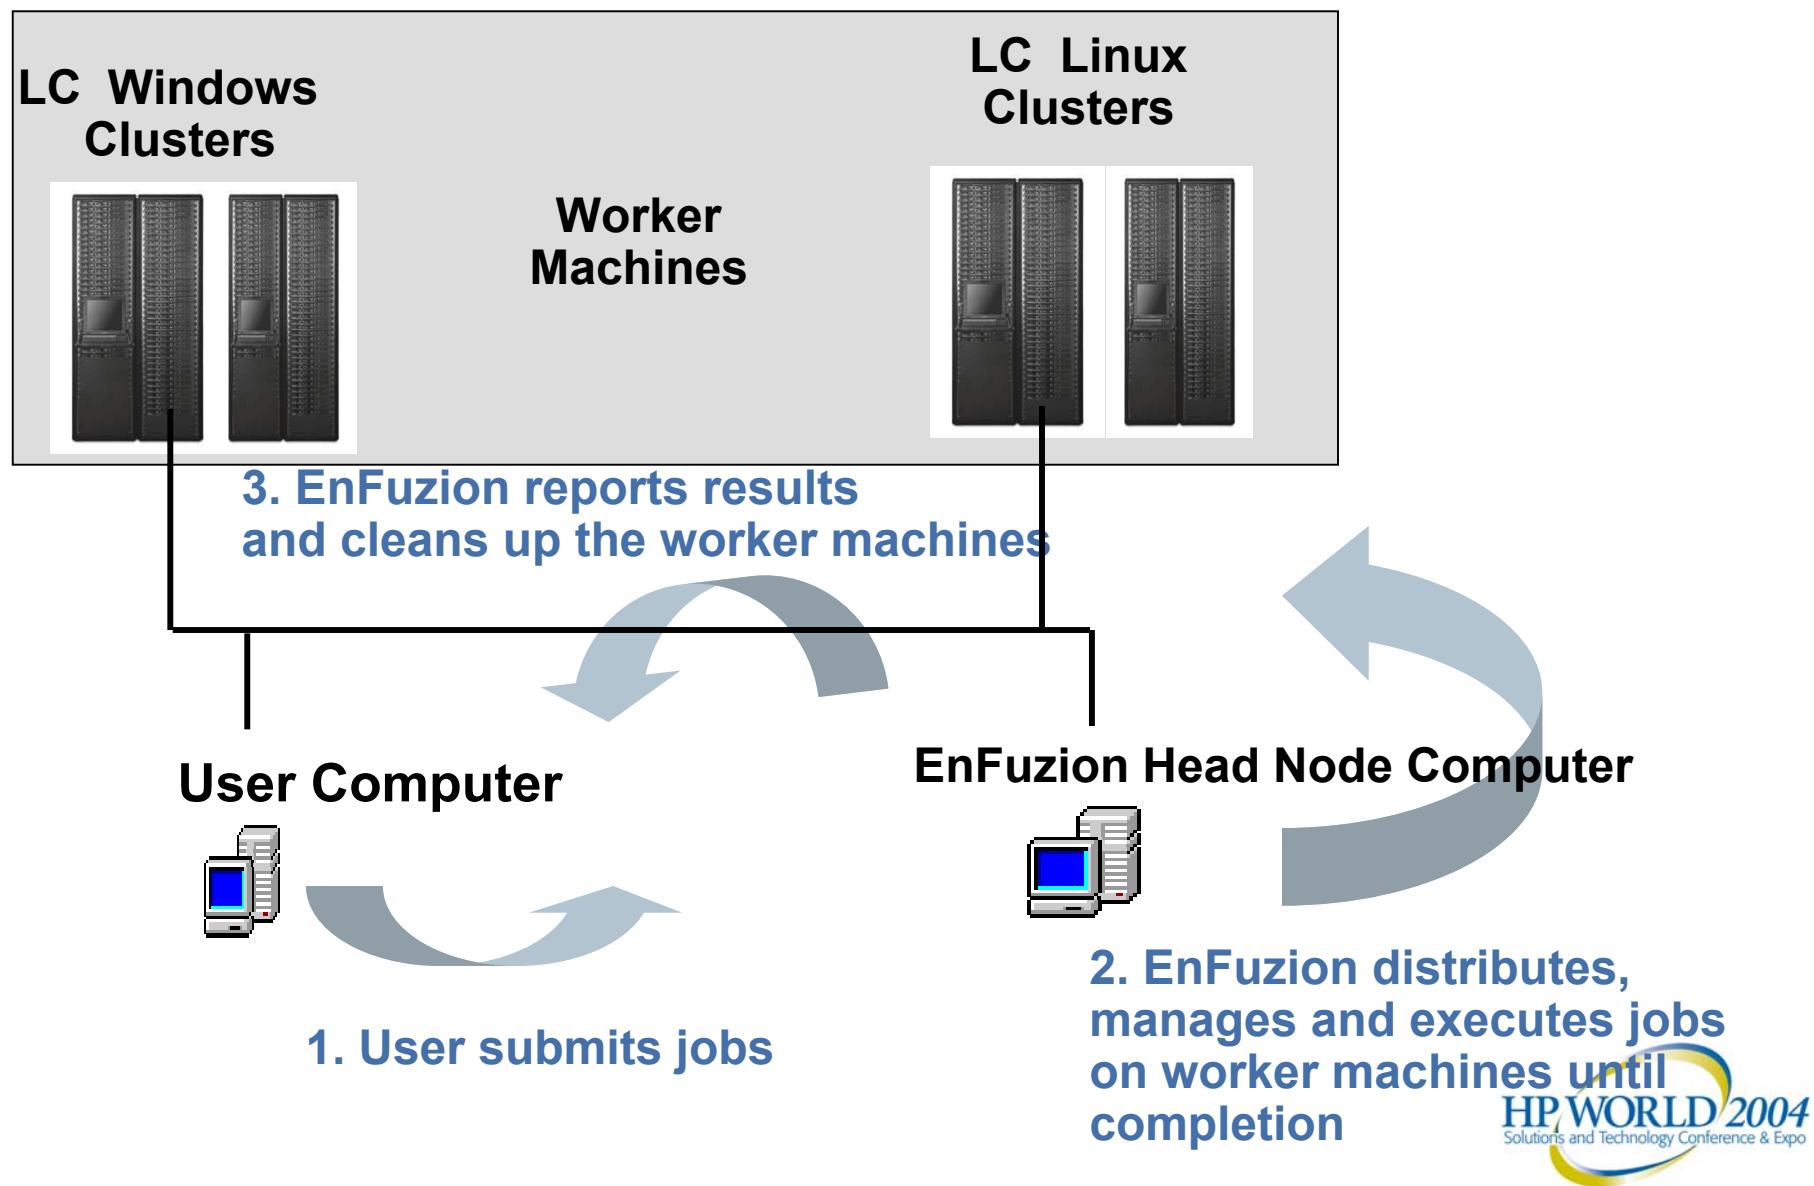 LC Windows
Clusters
LC Linux
Clusters
Worker
Machines
3. EnFuzion reports results
and cleans up the worker machines
User Computer
EnFuzion Head Node Computer
1. User submits jobs
2. EnFuzion distributes,
manages and executes jobs
on worker machines until
completion
HP WORLD 2004
Solutions and Technology Conference & Expo